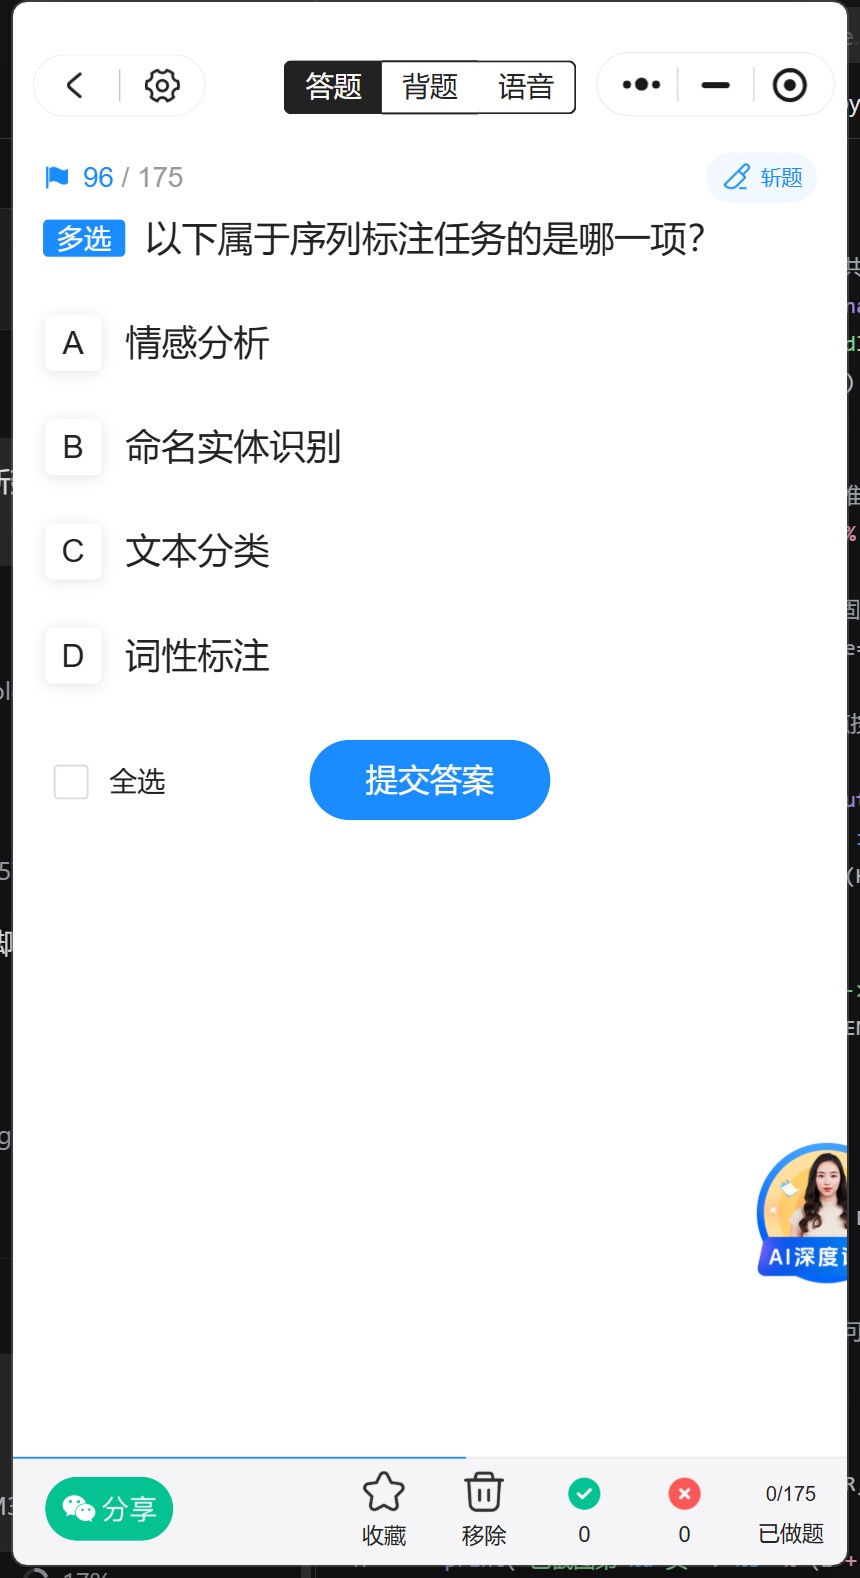 答题 背题 语音
96 / 175
斩题
多选 以下属于序列标注任务的是哪一项?
A 情感分析
B 命名实体识别
C 文本分类
D 词性标注
全选
提交答案
AI深度
分享
收藏
移除
0
0
0/175
已做题
17%